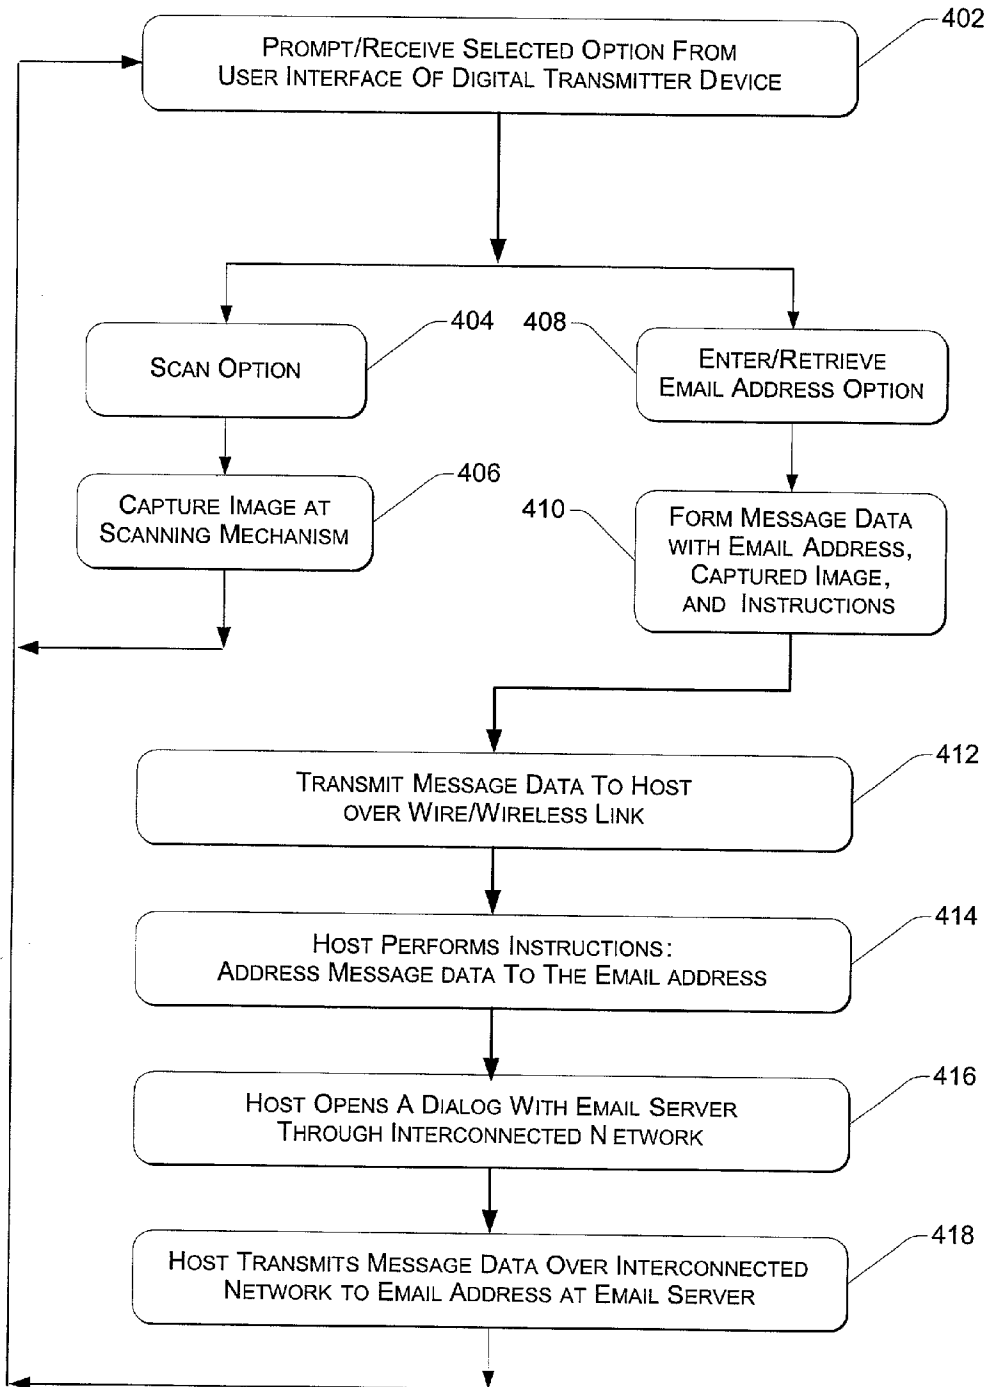 402
PROMPT/RECEIVE SELECTED OPTION FROM
USER INTERFACE OF DIGITAL TRANSMITTER DEVICE
404
SCAN OPTION
408
ENTER/RETRIEVE
EMAIL ADDRESS OPTION
406
CAPTURE IMAGE AT
SCANNING MECHANISM
410
FORM MESSAGE DATA
WITH EMAIL ADDRESS,
CAPTURED IMAGE,
AND INSTRUCTIONS
412
TRANSMIT MESSAGE DATA TO HOST
OVER WIRE/WIRELESS LINK
414
HOST PERFORMS INSTRUCTIONS:
ADDRESS MESSAGE DATA TO THE EMAIL ADDRESS
416
HOST OPENS A DIALOG WITH EMAIL SERVER
THROUGH INTERCONNECTED NETWORK
418
HOST TRANSMITS MESSAGE DATA OVER INTERCONNECTED
NETWORK TO EMAIL ADDRESS AT EMAIL SERVER